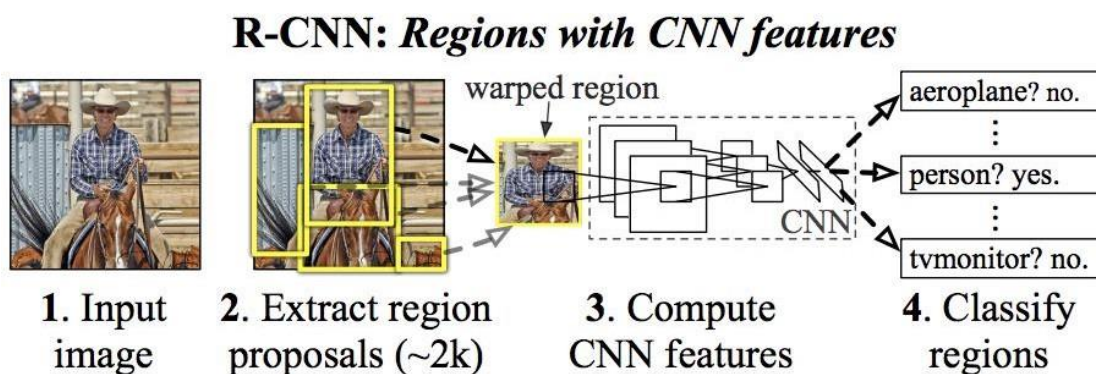 R-CNN: Regions with CNN features
warped region
aeroplane? no.
person? yes.
CNN
tvmonitor? no.
1. Input
image
2. Extract region
proposals (~2k)
3. Compute
CNN features
4. Classify
regions